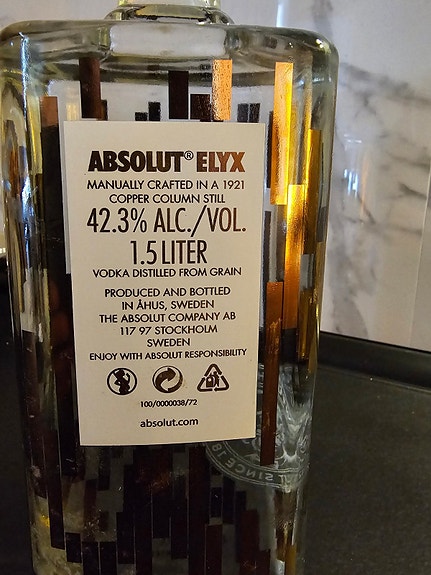 ABSOLUT® ELYX
MANUALLY CRAFTED IN A 1921
COPPER COLUMN STILL
42.3% ALC./VOL.
1.5 LITER
VODKA DISTILLED FROM GRAIN
PRODUCED AND BOTTLED
IN ÅHUS, SWEDEN
THE ABSOLUT COMPANY AB
117 97 STOCKHOLM
SWEDEN
ENJOY WITH ABSOLUT RESPONSIBILITY
100/0000038/72
absolut.com
SINCE 18